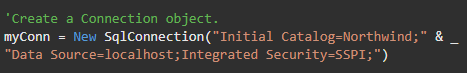 'Create a Connection object.
myConn = New SqlConnection("Initial Catalog=Northwind;" & _
"Data Source=localhost;Integrated Security=SSPI;")